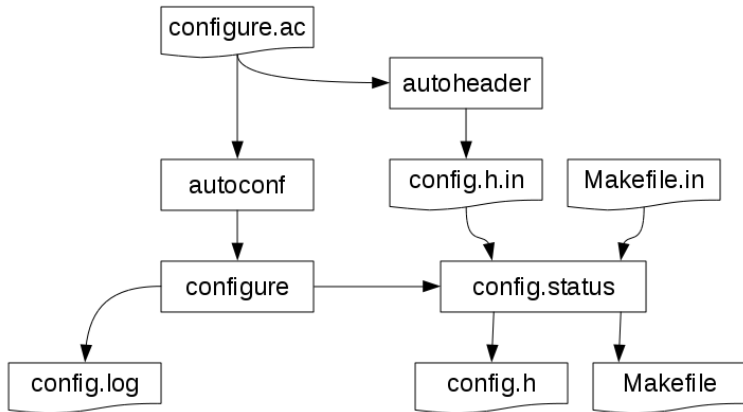 configure.ac
autoheader
autoconf
config.h.in
Makefile.in
configure
config.status
config.log
config.h
Makefile